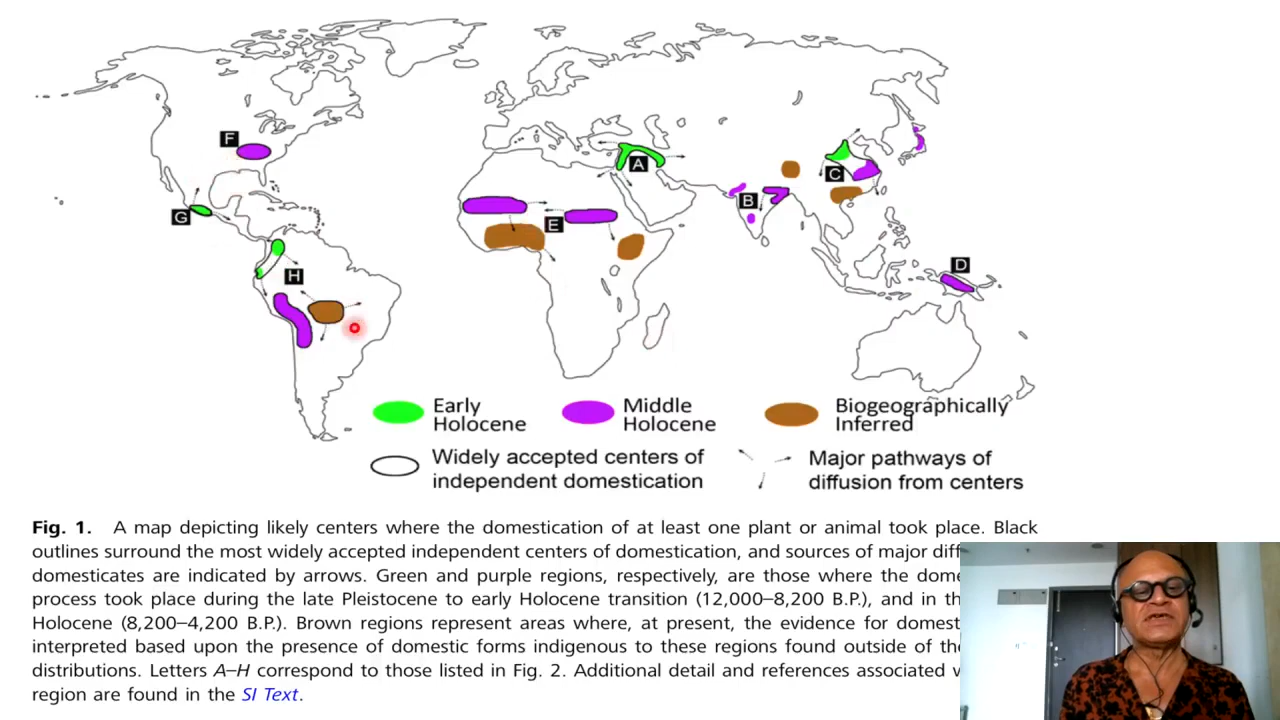 F
A
C
B
G
E
D
H
Early
Holocene
Middle
Holocene
Biogeographically
Inferred
Widely accepted centers of
independent domestication
Major pathways of
diffusion from centers
Fig. 1. A map depicting likely centers where the domestication of at least one plant or animal took place. Black
outlines surround the most widely accepted independent centers of domestication, and sources of major diff
domesticates are indicated by arrows. Green and purple regions, respectively, are those where the dome
process took place during the late Pleistocene to early Holocene transition (12,000–8,200 B.P.), and in th
Holocene (8,200–4,200 B.P.). Brown regions represent areas where, at present, the evidence for domest
interpreted based upon the presence of domestic forms indigenous to these regions found outside of the
distributions. Letters A–H correspond to those listed in Fig. 2. Additional detail and references associated
region are found in the SI Text.